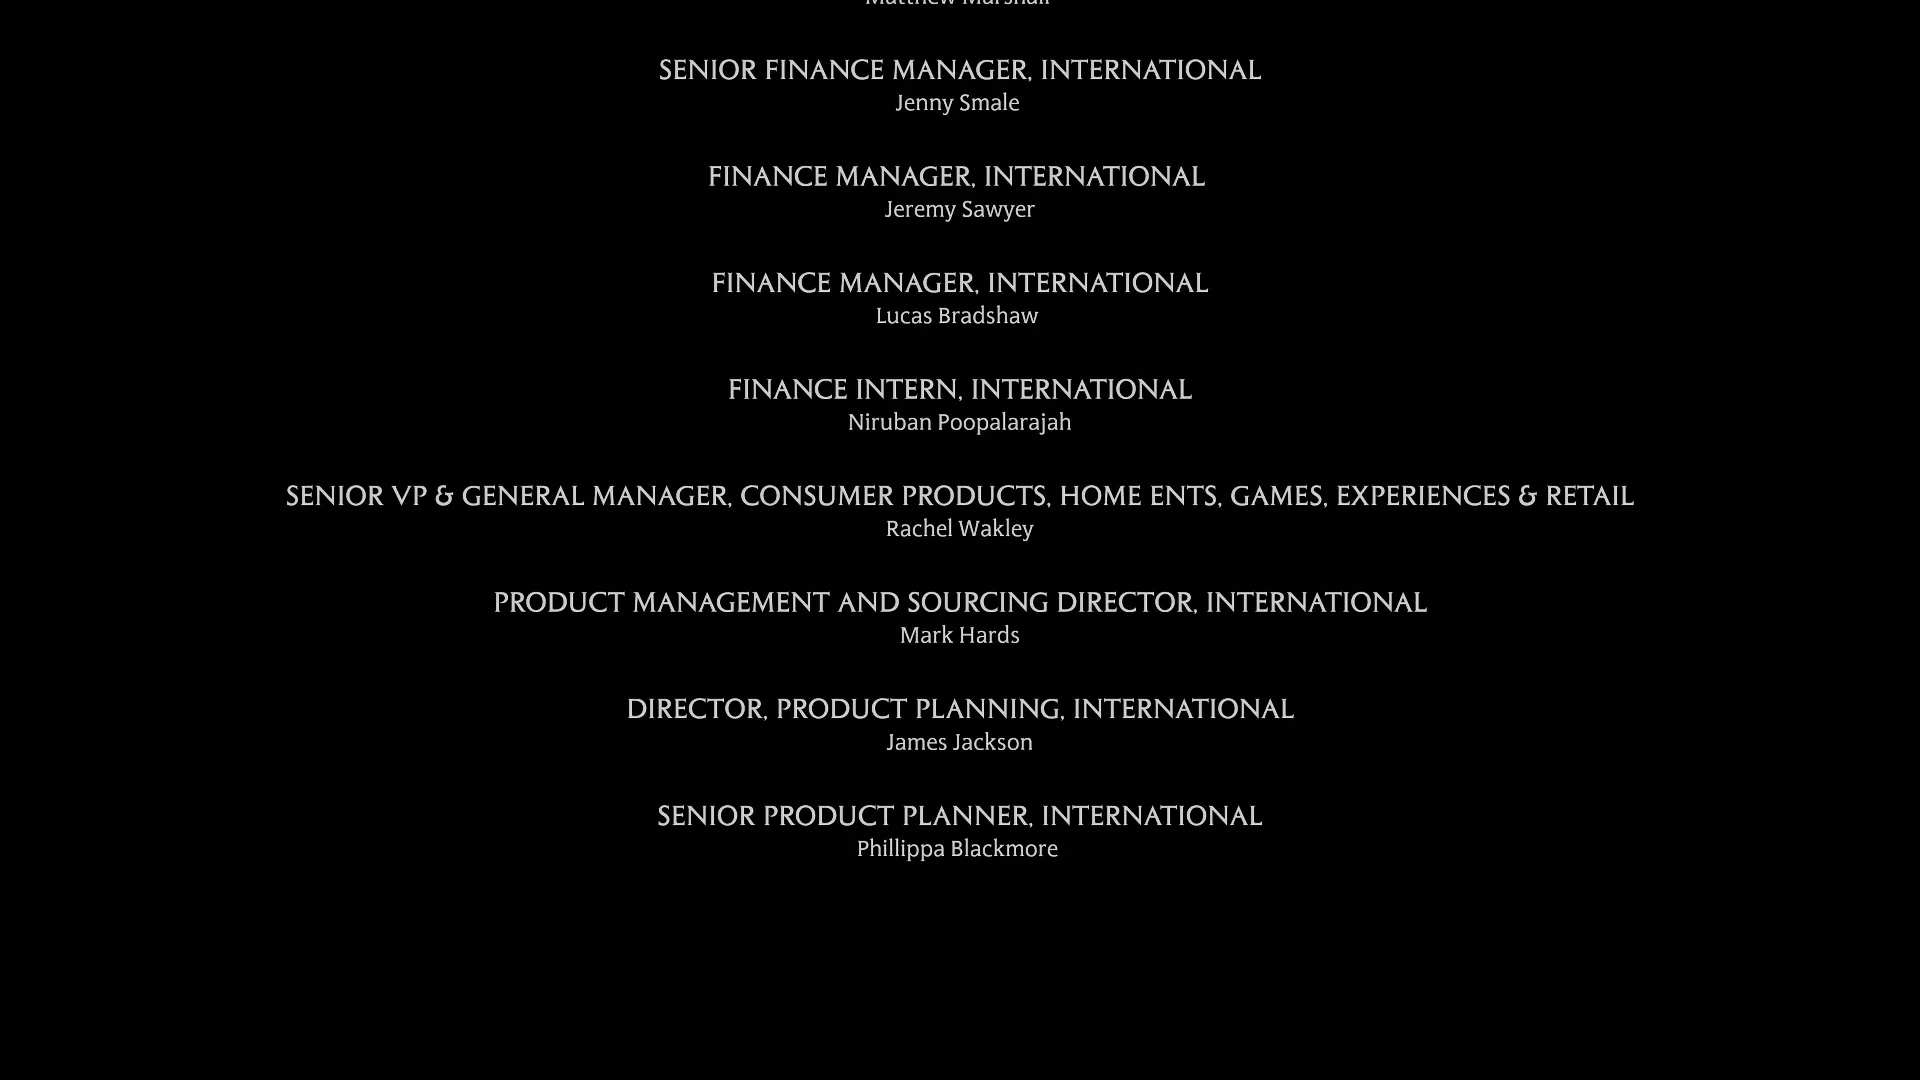 Matthew Marshall
SENIOR FINANCE MANAGER, INTERNATIONAL
Jenny Smale
FINANCE MANAGER, INTERNATIONAL
Jeremy Sawyer
FINANCE MANAGER, INTERNATIONAL
Lucas Bradshaw
FINANCE INTERN, INTERNATIONAL
Niruban Poopalarajah
SENIOR VP & GENERAL MANAGER, CONSUMER PRODUCTS, HOME ENTS, GAMES, EXPERIENCES & RETAIL
Rachel Wakley
PRODUCT MANAGEMENT AND SOURCING DIRECTOR, INTERNATIONAL
Mark Hards
DIRECTOR, PRODUCT PLANNING, INTERNATIONAL
James Jackson
SENIOR PRODUCT PLANNER, INTERNATIONAL
Phillippa Blackmore